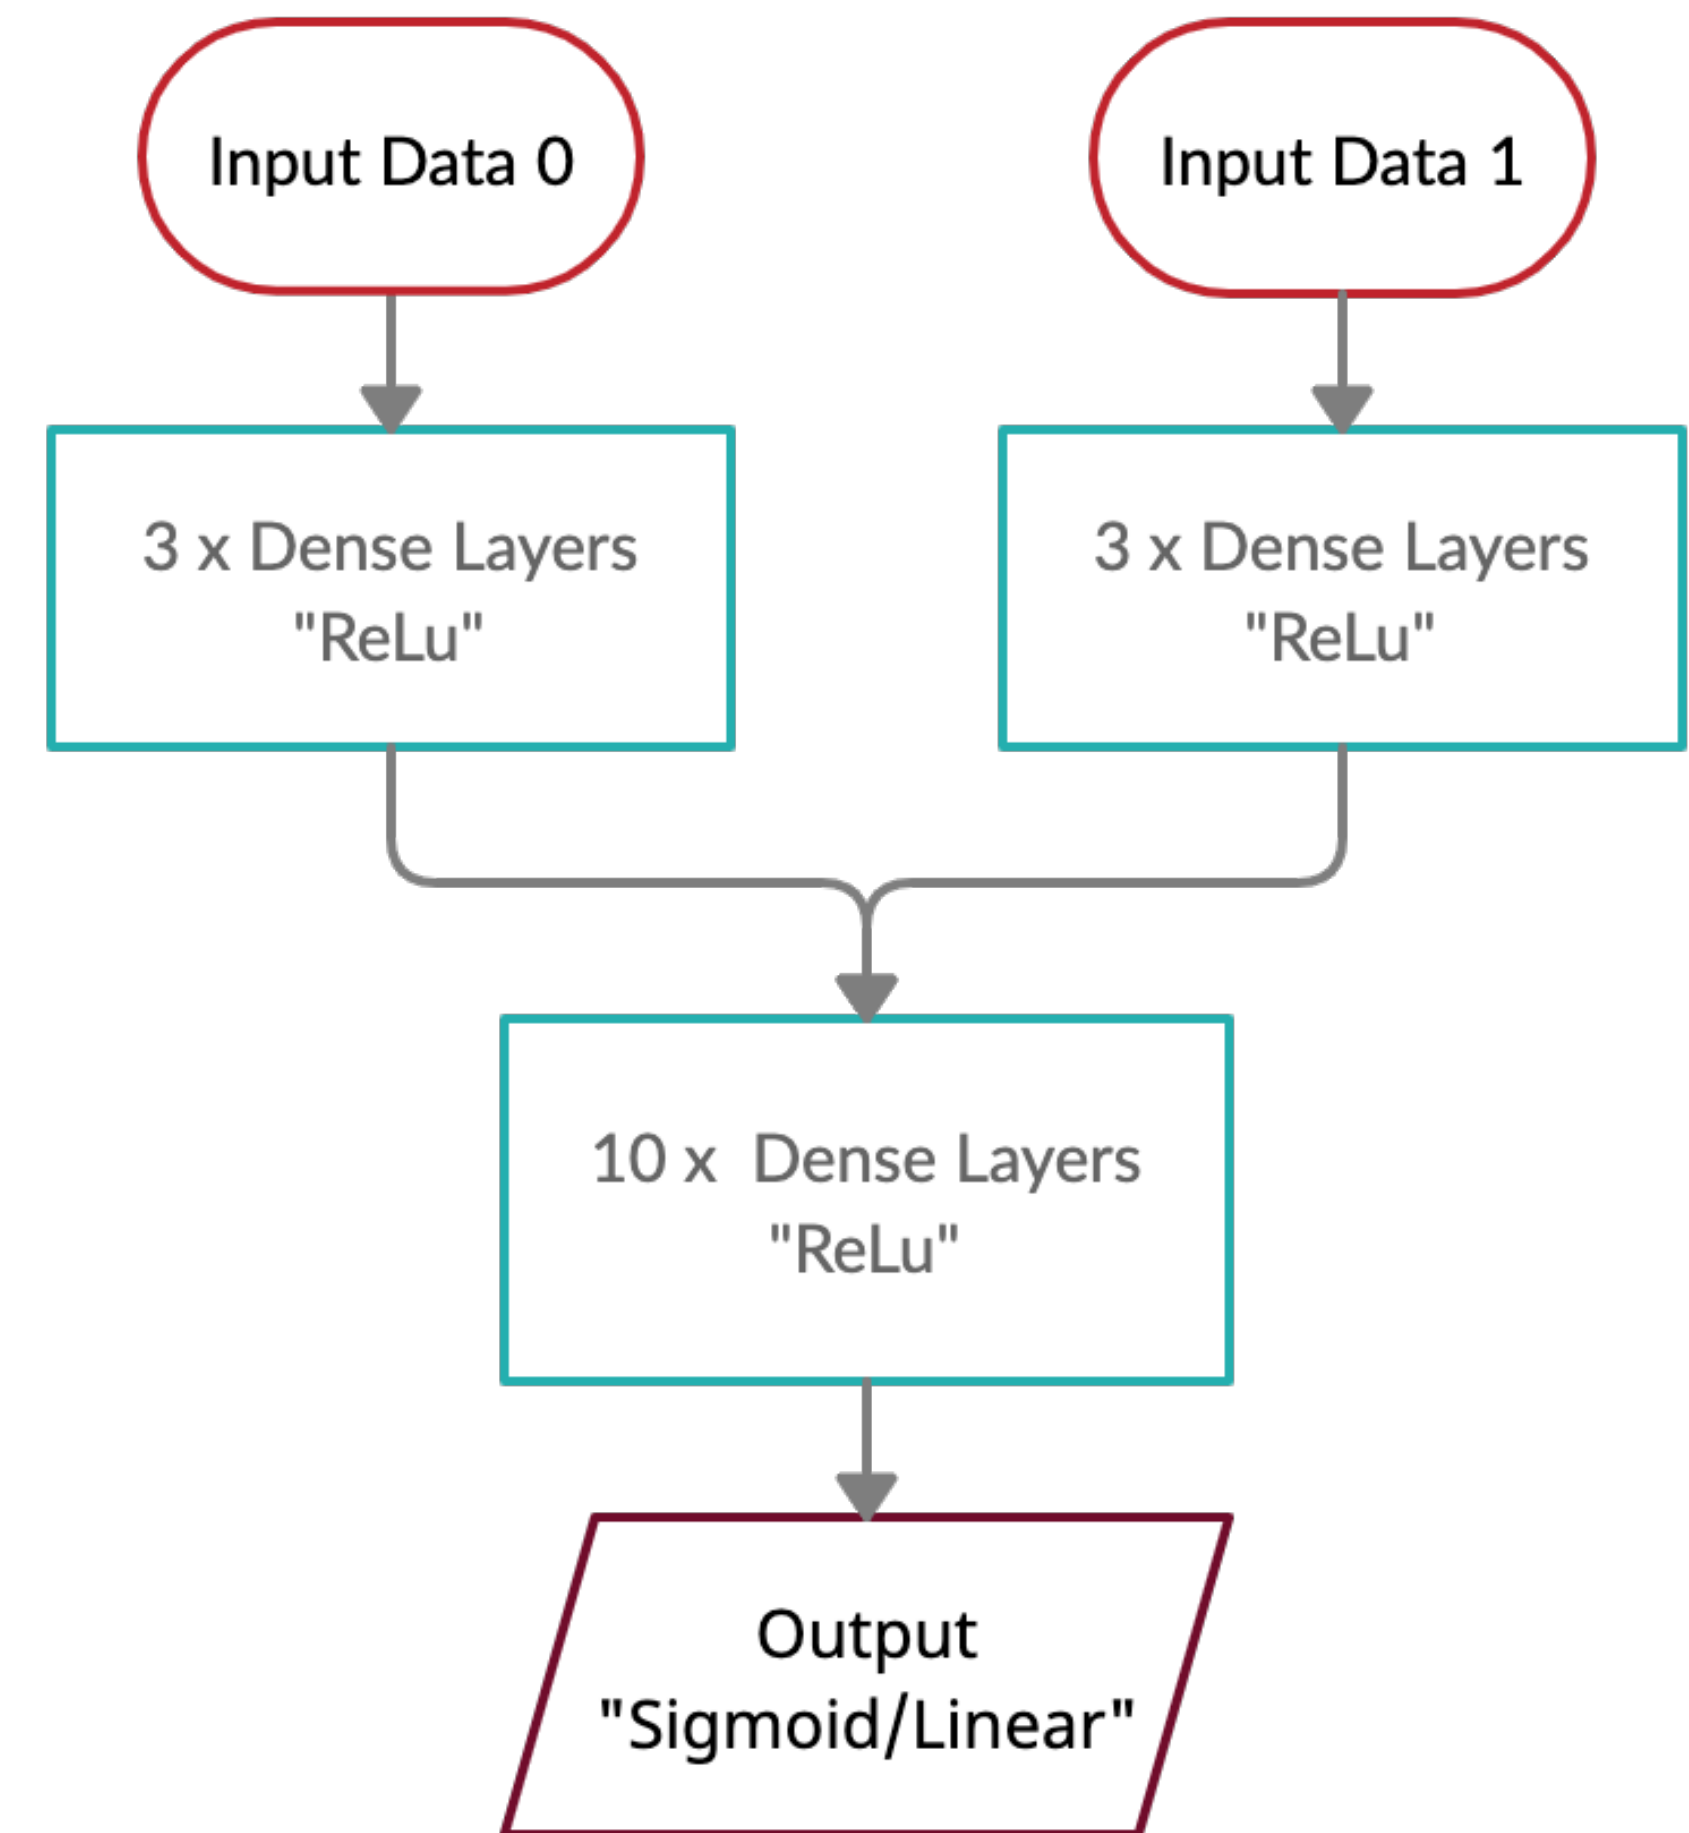 Input Data 0
Input Data 1
3 x Dense Layers
"ReLu"
3 x Dense Layers
"ReLu"
10 x  Dense Layers
"ReLu"
Output
"Sigmoid/Linear"